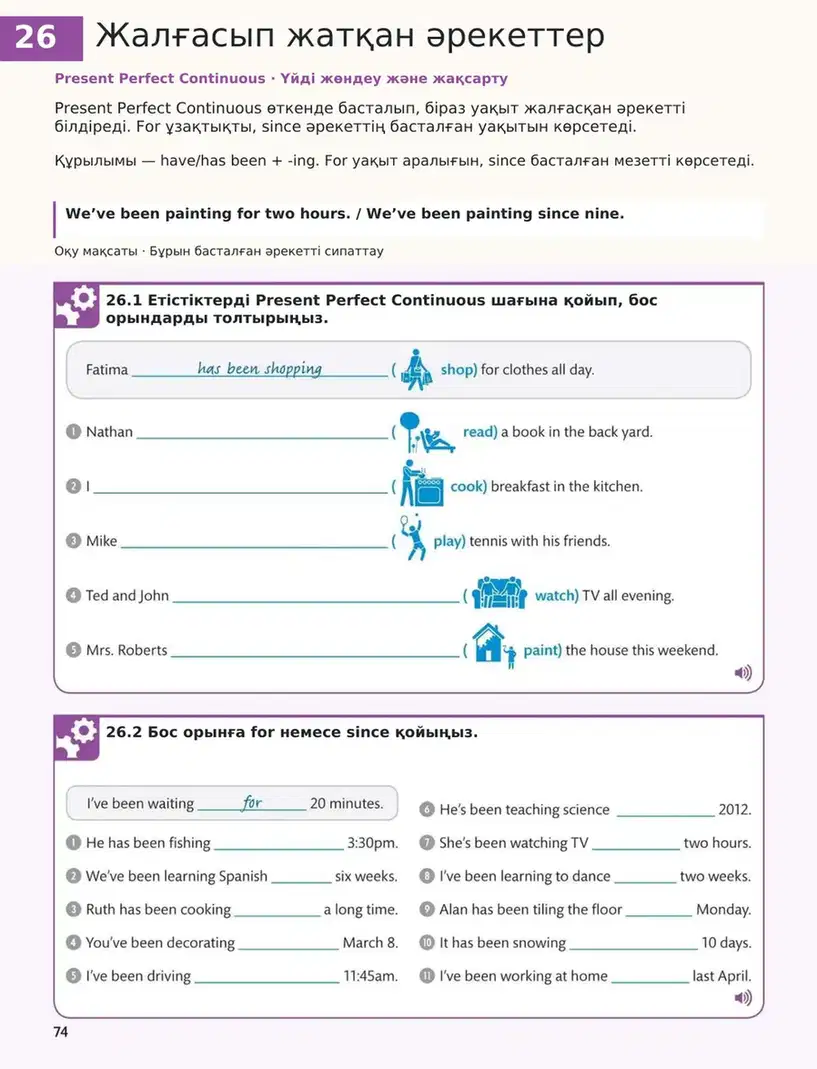 26 Жалғасып жатқан әрекеттер
Present Perfect Continuous · Үйді жөндеу және жақсарту
Present Perfect Continuous өткенде басталып, біраз уақыт жалғасқан әрекетті
білдіреді. For ұзақтықты, since әрекеттің басталған уақытын көрсетеді.
Құрылымы — have/has been + -ing. For уақыт аралығын, since басталған мезетті көрсетеді.
We’ve been painting for two hours. / We’ve been painting since nine.
Оқу мақсаты · Бұрын басталған әрекетті сипаттау
26.1 Етістіктерді Present Perfect Continuous шағына қойып, бос
орындарды толтырыңыз.
Fatima has been shopping ( shop) for clothes all day.
1 Nathan ( read) a book in the back yard.
2 I ( cook) breakfast in the kitchen.
3 Mike ( play) tennis with his friends.
4 Ted and John ( watch) TV all evening.
5 Mrs. Roberts ( paint) the house this weekend.
26.2 Бос орынға for немесе since қойыңыз.
I’ve been waiting for 20 minutes.
1 He has been fishing 3:30pm.
2 We’ve been learning Spanish six weeks.
3 Ruth has been cooking a long time.
4 You’ve been decorating March 8.
5 I’ve been driving 11:45am.
6 He’s been teaching science 2012.
7 She’s been watching TV two hours.
8 I’ve been learning to dance two weeks.
9 Alan has been tiling the floor Monday.
10 It has been snowing 10 days.
11 I’ve been working at home last April.
74